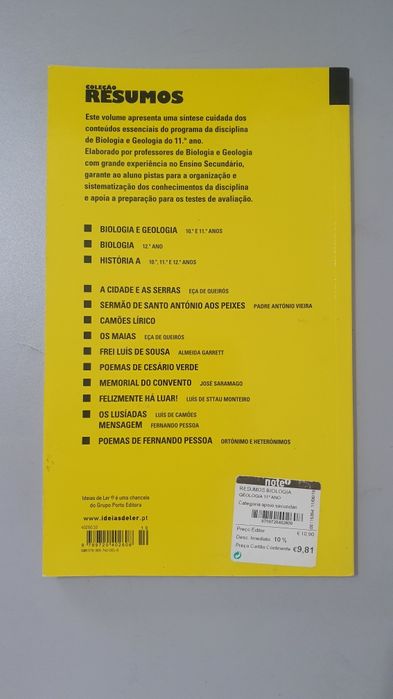 COLEÇÃO
RESUMOS
Este volume apresenta uma síntese cuidada dos
conteúdos essenciais do programa da disciplina
de Biologia e Geologia do 11.º ano.
Elaborado por professores de Biologia e Geologia
com grande experiência no Ensino Secundário,
garante ao aluno pistas para a organização e
sistematização dos conhecimentos da disciplina
e apoia a preparação para os testes de avaliação.
BIOLOGIA E GEOLOGIA 10.º E 11.º ANOS
BIOLOGIA 12.º ANO
HISTÓRIA A 10.º, 11.º E 12.º ANOS
A CIDADE E AS SERRAS EÇA DE QUEIRÓS
SERMÃO DE SANTO ANTÓNIO AOS PEIXES PADRE ANTÓNIO VIEIRA
CAMÕES LÍRICO
OS MAIAS EÇA DE QUEIRÓS
FREI LUÍS DE SOUSA ALMEIDA GARRETT
POEMAS DE CESÁRIO VERDE
MEMORIAL DO CONVENTO JOSÉ SARAMAGO
FELIZMENTE HÁ LUAR! LUÍS DE STTAU MONTEIRO
OS LUSÍADAS LUÍS DE CAMÕES
MENSAGEM FERNANDO PESSOA
POEMAS DE FERNANDO PESSOA ORTÓNIMO E HETERÓNIMOS
Ideias de Ler ® é uma chancela
do Grupo Porto Editora
www.ideiasdeler.pt
note!
RESUMOS BIOLOGIA
GEOLOGIA 11º ANO
Categoria apoio secundari
9789726402606
Preço Editor: € 10,90
Desc. Imediato 10 %
Preço Cartão Continente €9,81